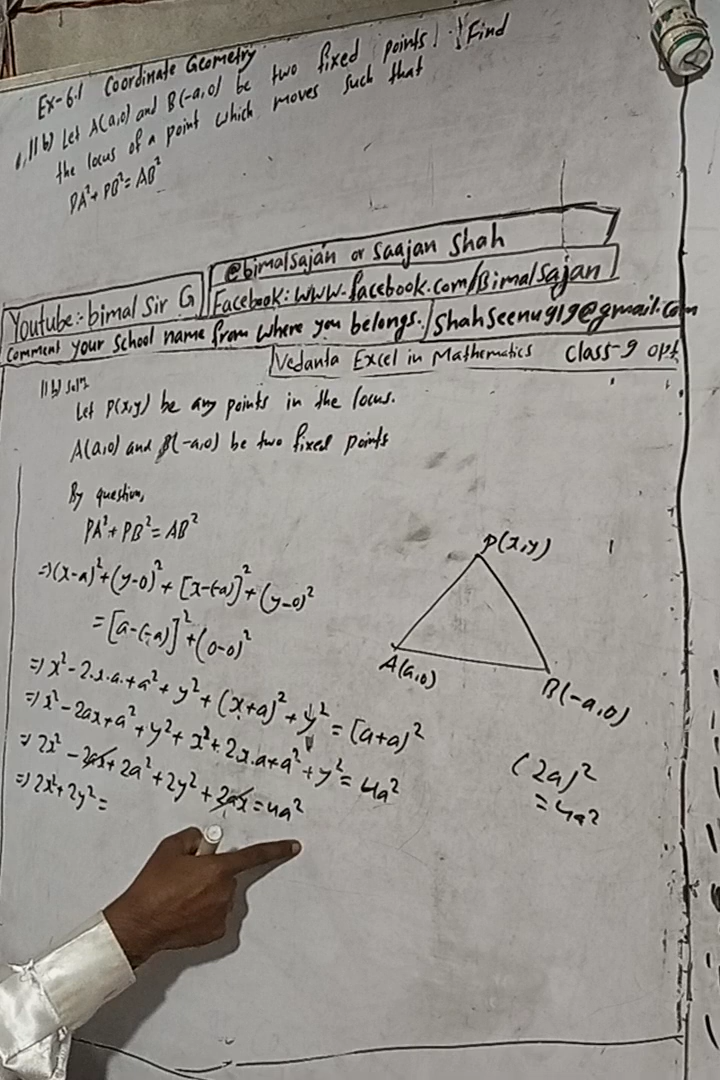 Ex-6.1 Coordinate Geometry
11 b) Let A(a,0) and B(-a,0) be two fixed points. Find
the locus of a point which moves such that
PA²+ PB² = AB²
Youtube:- bimal Sir G
@bimalsajan or Saajan Shah
Facebook: www.facebook.com/Bimalsajan
Comment your school name from where you belongs. Shahseenu919@gmail.com
Vedanta Excel in Mathematics Class-9 opt
11 b) Solⁿ
Let P(x,y) be any points in the locus.
A(a,0) and B(-a,0) be two fixed points
By question,
PA²+ PB² = AB²
=>(x-a)²+(y-0)² + [x-(-a)]²+(y-0)²
= [a-(-a)]²+(0-0)²
=> x²-2.x.a.+a² + y² + (x+a)² + y² = [a+a)²
=> x²-2ax+a²+y²+x²+2.x.a+a²+y² = 4a²
=> 2x²-2ax+2a²+2y²+2ax=4a²
=> 2x²+2y²=
P(x,y)
A(a,0)
B(-a,0)
(2a)²
=4a²